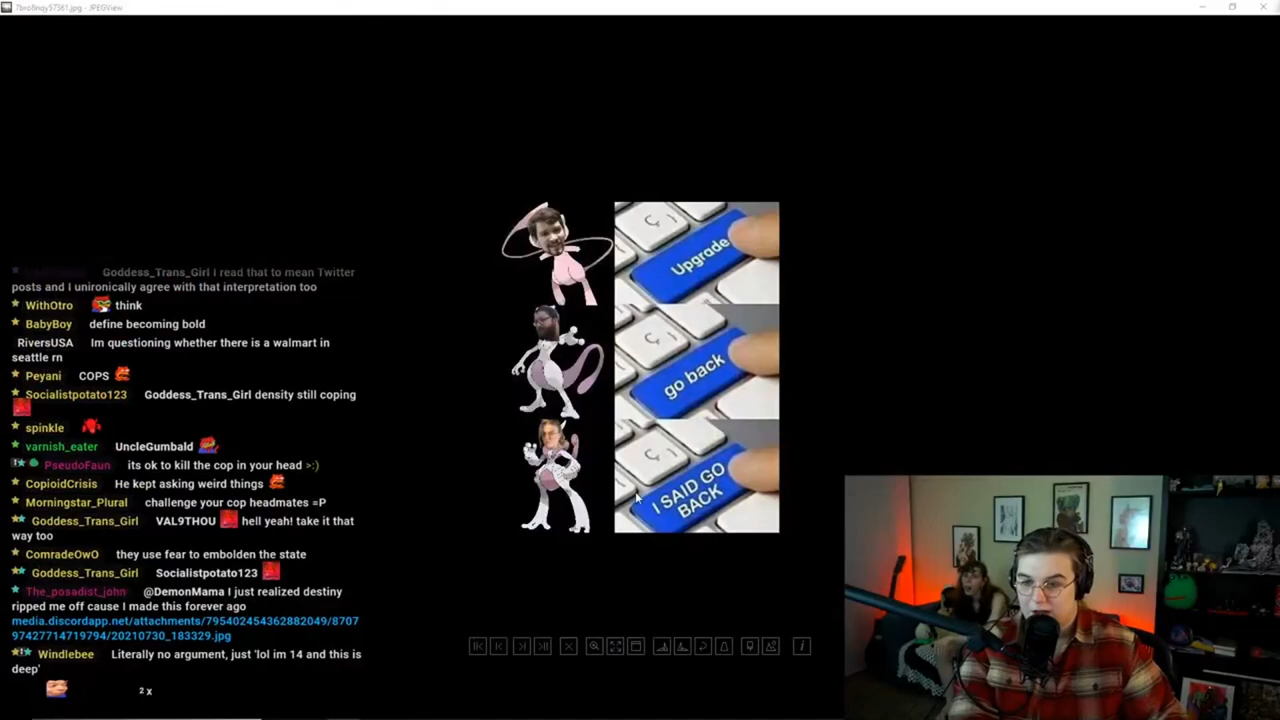 7bro8nqy57361.jpg - JPEGView
Upgrade
go back
I SAID GO
BACK
Goddess_Trans_Girl I read that to mean Twitter
posts and I unironically agree with that interpretation too
WithOtro think
BabyBoy define becoming bold
RiversUSA Im questioning whether there is a walmart in
seattle rn
Peyani COPS
Socialistpotato123 Goddess_Trans_Girl density still coping
spinkle
varnish_eater UncleGumbald
PseudoFaun its ok to kill the cop in your head >:)
CopioidCrisis He kept asking weird things
Morningstar_Plural challenge your cop headmates =P
Goddess_Trans_Girl VAL9THOU hell yeah! take it that
way too
ComradeOwO they use fear to embolden the state
Goddess_Trans_Girl Socialistpotato123
The_posadist_john @DemonMama I just realized destiny
ripped me off cause I made this forever ago
media.discordapp.net/attachments/795402454362882049/8707
97427714719794/20210730_183329.jpg
Windlebee Literally no argument, just 'lol im 14 and this is
deep'
2 x